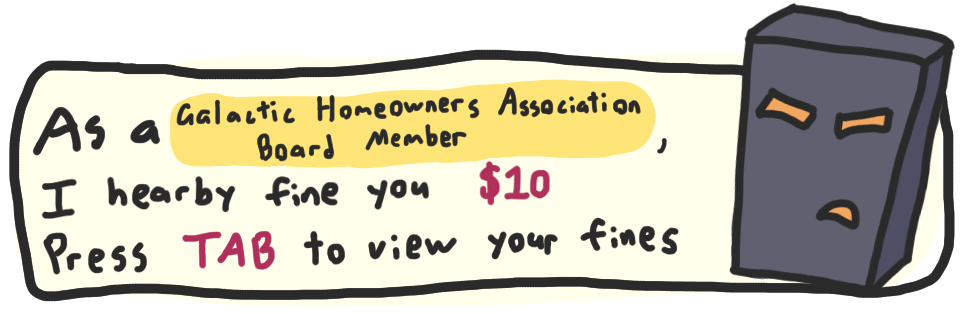 As a Galactic Homeowners Association
Board Member,
I hearby fine you $10
Press TAB to view your fines